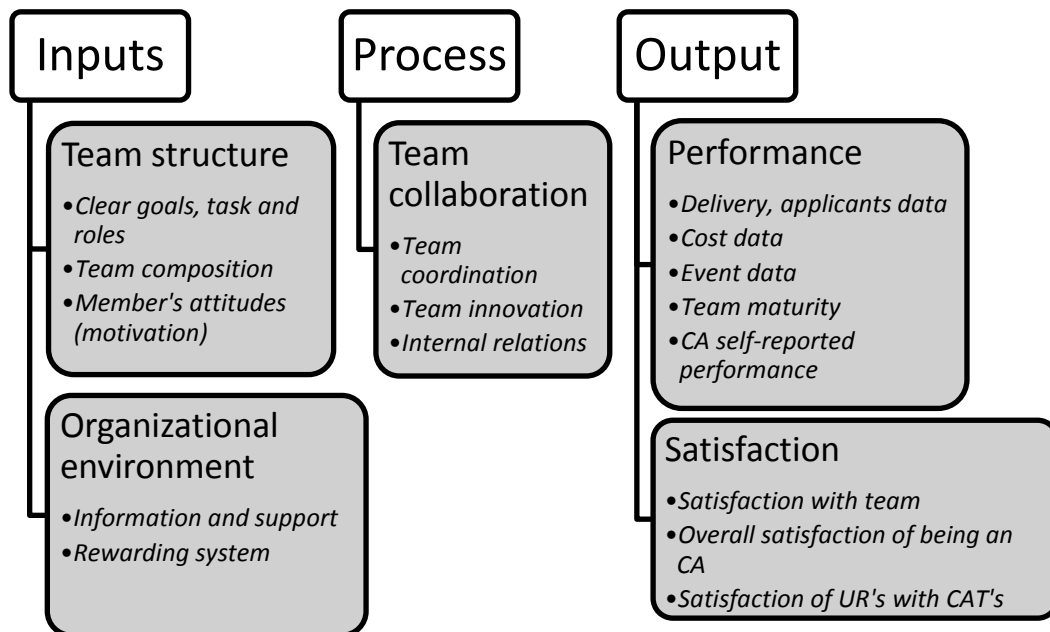 Inputs
Team structure
•Clear goals, task and
roles
•Team composition
•Member's attitudes
(motivation)
Organizational
environment
•Information and support
•Rewarding system
Process
Team
collaboration
•Team
coordination
•Team innovation
•Internal relations
Output
Performance
•Delivery, applicants data
•Cost data
•Event data
•Team maturity
•CA self-reported
performance
Satisfaction
•Satisfaction with team
•Overall satisfaction of being an
CA
•Satisfaction of UR's with CAT's